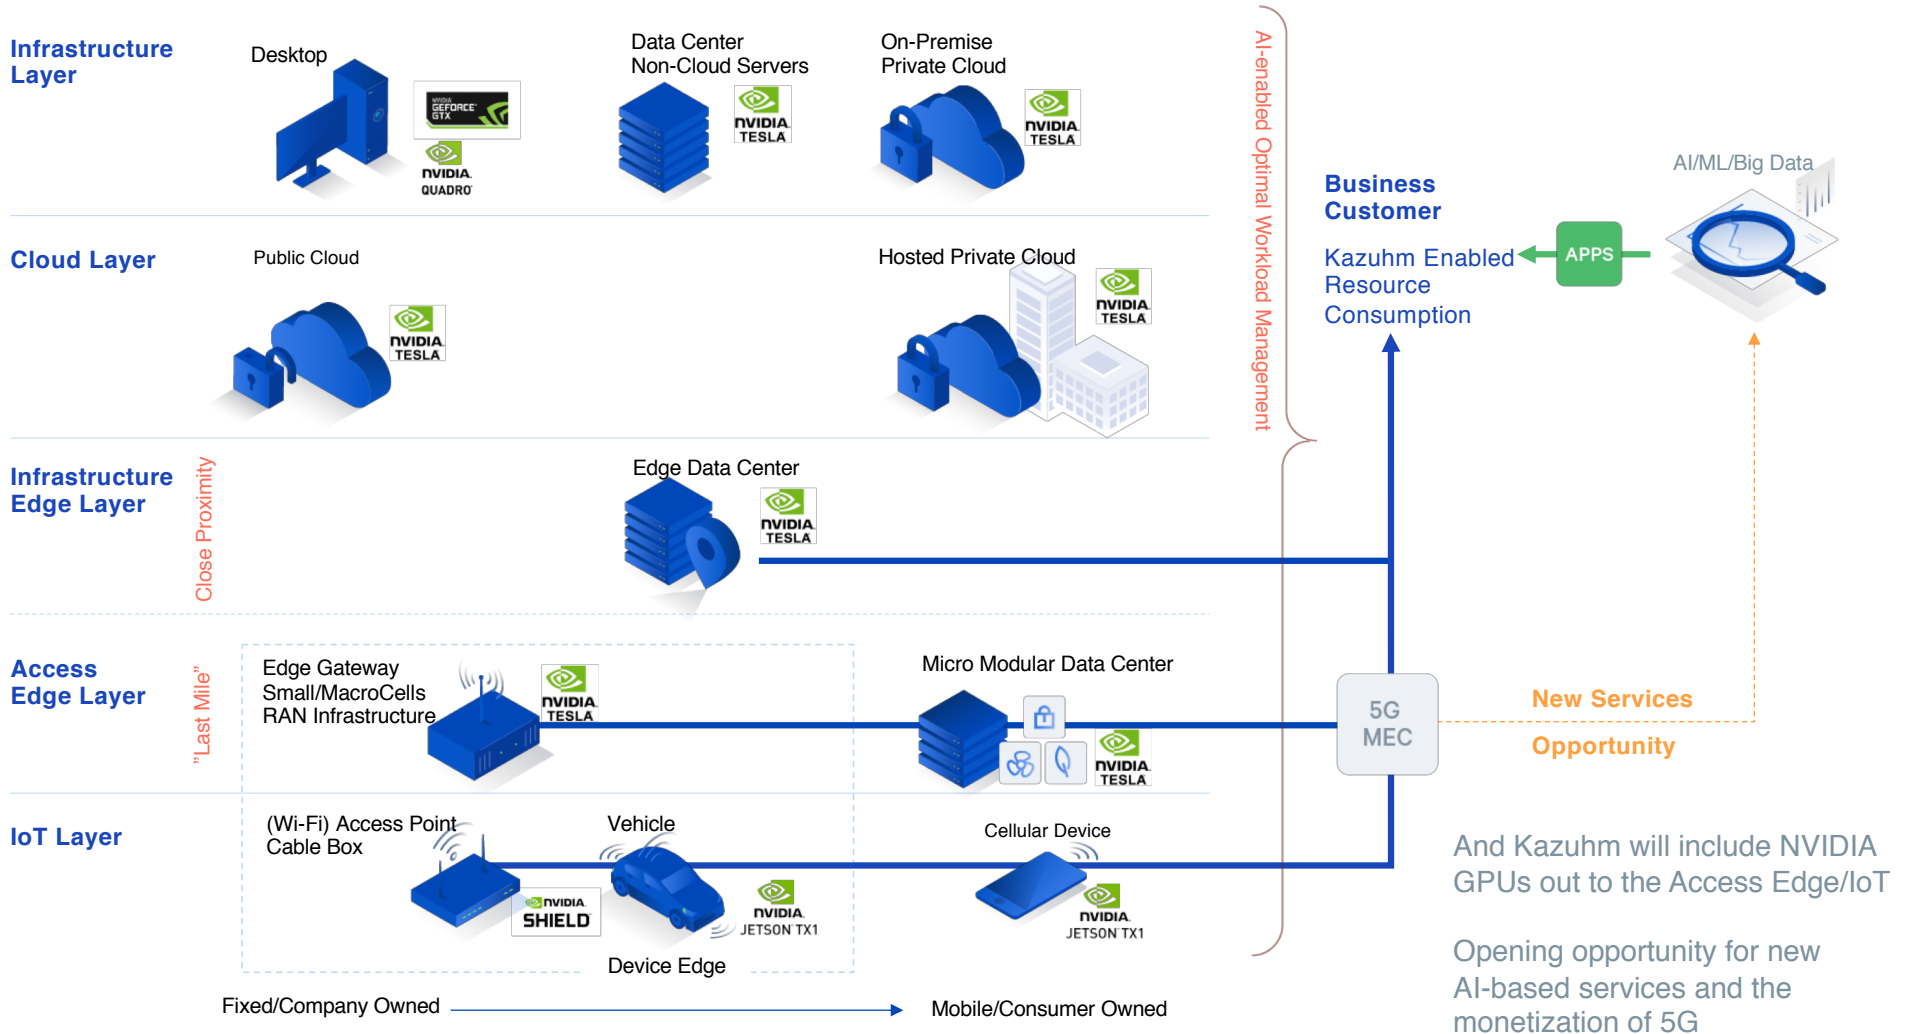 Infrastructure
Layer
Desktop
NVIDIA
GEFORCE
GTX
NVIDIA.
QUADRO
Data Center
Non-Cloud Servers
NVIDIA.
TESLA
On-Premise
Private Cloud
NVIDIA.
TESLA
Cloud Layer
Public Cloud
NVIDIA.
TESLA
Hosted Private Cloud
NVIDIA.
TESLA
Infrastructure
Edge Layer
Close Proximity
Edge Data Center
NVIDIA.
TESLA
Access
Edge Layer
"Last Mile"
Edge Gateway
Small/MacroCells
RAN Infrastructure
NVIDIA.
TESLA
Micro Modular Data Center
NVIDIA.
TESLA
IoT Layer
(Wi-Fi) Access Point
Cable Box
NVIDIA.
SHIELD
Vehicle
NVIDIA.
JETSON TX1
Cellular Device
NVIDIA.
JETSON TX1
Device Edge
Fixed/Company Owned
Mobile/Consumer Owned
AI-enabled Optimal Workload Management
Business
Customer
Kazuhm Enabled
Resource
Consumption
APPS
AI/ML/Big Data
5G
MEC
New Services
Opportunity
And Kazuhm will include NVIDIA
GPUs out to the Access Edge/IoT
Opening opportunity for new
AI-based services and the
monetization of 5G